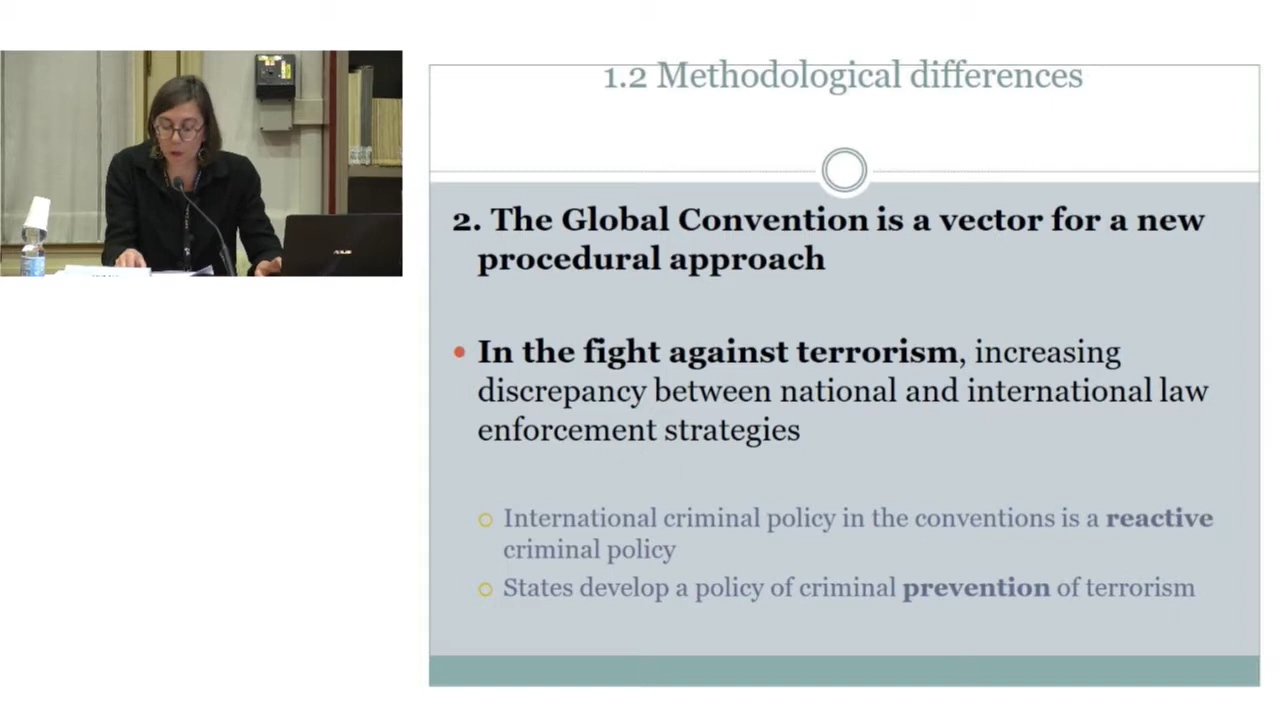 1.2 Methodological differences
2. The Global Convention is a vector for a new
procedural approach
• In the fight against terrorism, increasing
discrepancy between national and international law
enforcement strategies
○ International criminal policy in the conventions is a reactive
criminal policy
○ States develop a policy of criminal prevention of terrorism